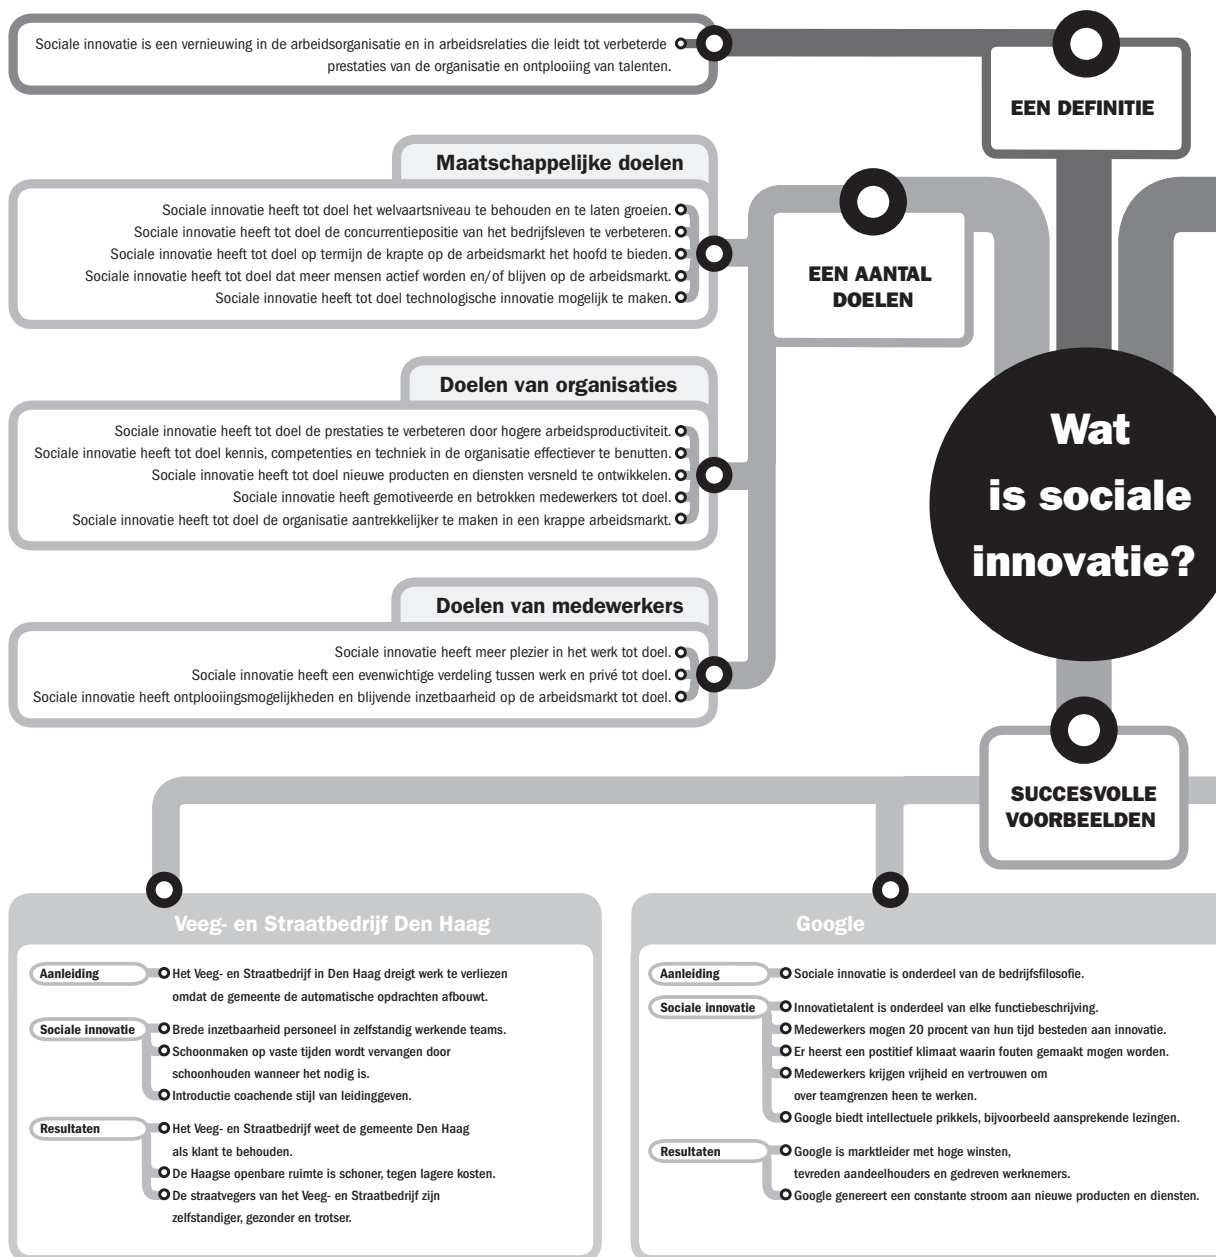 Sociale innovatie is een vernieuwing in de arbeidsorganisatie en in arbeidsrelaties die leidt tot verbeterde
prestaties van de organisatie en ontplooiing van talenten.
EEN DEFINITIE
Maatschappelijke doelen
Sociale innovatie heeft tot doel het welvaartsniveau te behouden en te laten groeien.
Sociale innovatie heeft tot doel de concurrentiepositie van het bedrijfsleven te verbeteren.
Sociale innovatie heeft tot doel op termijn de krapte op de arbeidsmarkt het hoofd te bieden.
Sociale innovatie heeft tot doel dat meer mensen actief worden en/of blijven op de arbeidsmarkt.
Sociale innovatie heeft tot doel technologische innovatie mogelijk te maken.
EEN AANTAL
DOELEN
Doelen van organisaties
Sociale innovatie heeft tot doel de prestaties te verbeteren door hogere arbeidsproductiviteit.
Sociale innovatie heeft tot doel kennis, competenties en techniek in de organisatie effectiever te benutten.
Sociale innovatie heeft tot doel nieuwe producten en diensten versneld te ontwikkelen.
Sociale innovatie heeft gemotiveerde en betrokken medewerkers tot doel.
Sociale innovatie heeft tot doel de organisatie aantrekkelijker te maken in een krappe arbeidsmarkt.
Wat
is sociale
innovatie?
Doelen van medewerkers
Sociale innovatie heeft meer plezier in het werk tot doel.
Sociale innovatie heeft een evenwichtige verdeling tussen werk en privé tot doel.
Sociale innovatie heeft ontplooiingsmogelijkheden en blijvende inzetbaarheid op de arbeidsmarkt tot doel.
SUCCESVOLLE
VOORBEELDEN
Veeg- en Straatbedrijf Den Haag
Aanleiding
Het Veeg- en Straatbedrijf in Den Haag dreigt werk te verliezen
omdat de gemeente de automatische opdrachten afbouwt.
Sociale innovatie
Brede inzetbaarheid personeel in zelfstandig werkende teams.
Schoonmaken op vaste tijden wordt vervangen door
schoonhouden wanneer het nodig is.
Introductie coachende stijl van leidinggeven.
Resultaten
Het Veeg- en Straatbedrijf weet de gemeente Den Haag
als klant te behouden.
De Haagse openbare ruimte is schoner, tegen lagere kosten.
De straatvegers van het Veeg- en Straatbedrijf zijn
zelfstandiger, gezonder en trotser.
Google
Aanleiding
Sociale innovatie is onderdeel van de bedrijfsfilosofie.
Sociale innovatie
Innovatietalent is onderdeel van elke functiebeschrijving.
Medewerkers mogen 20 procent van hun tijd besteden aan innovatie.
Er heerst een postitief klimaat waarin fouten gemaakt mogen worden.
Medewerkers krijgen vrijheid en vertrouwen om
over teamgrenzen heen te werken.
Google biedt intellectuele prikkels, bijvoorbeeld aansprekende lezingen.
Resultaten
Google is marktleider met hoge winsten,
tevreden aandeelhouders en gedreven werknemers.
Google genereert een constante stroom aan nieuwe producten en diensten.